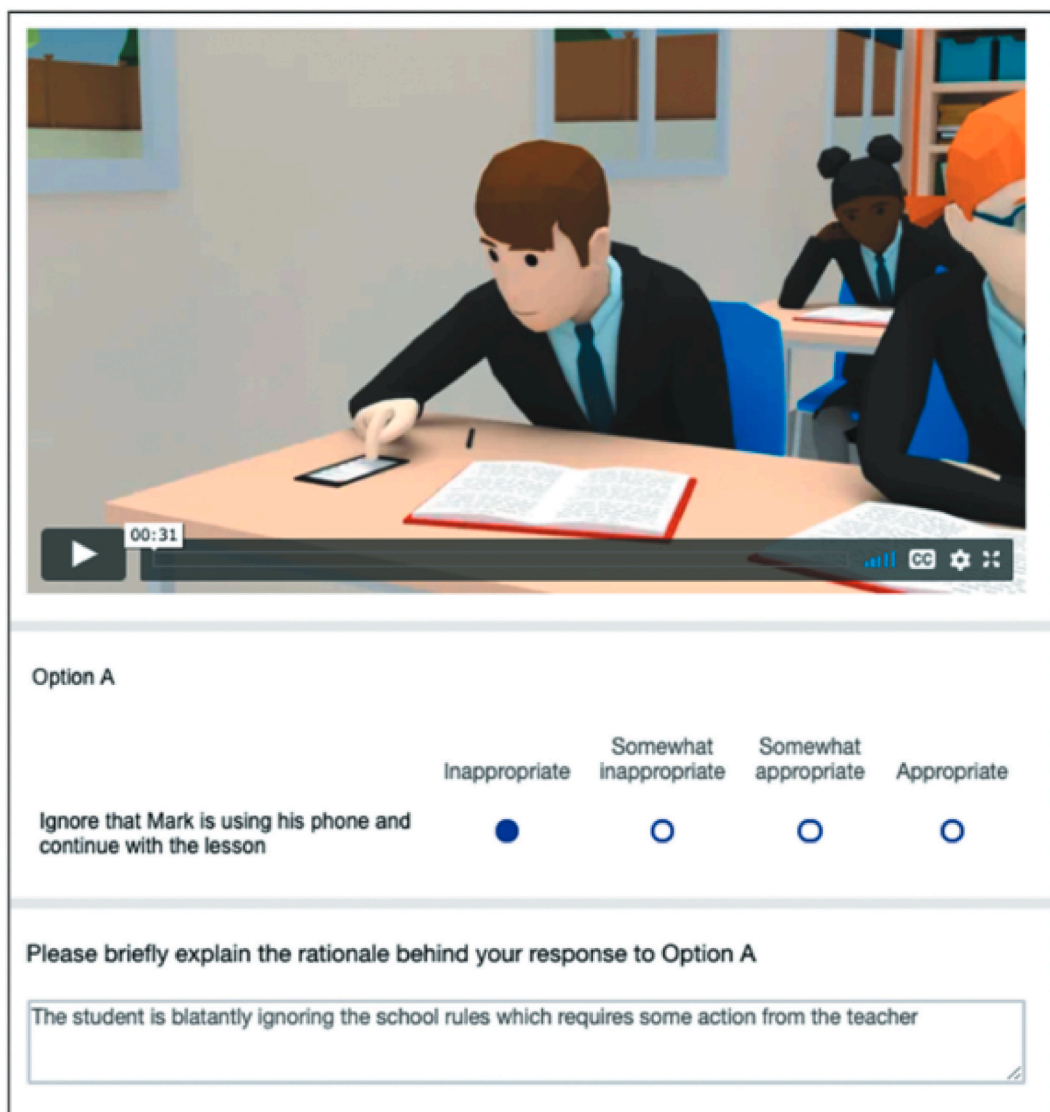 00:31
CC
Option A
Inappropriate
Somewhat inappropriate
Somewhat appropriate
Appropriate
Ignore that Mark is using his phone and
continue with the lesson
Please briefly explain the rationale behind your response to Option A
The student is blatantly ignoring the school rules which requires some action from the teacher